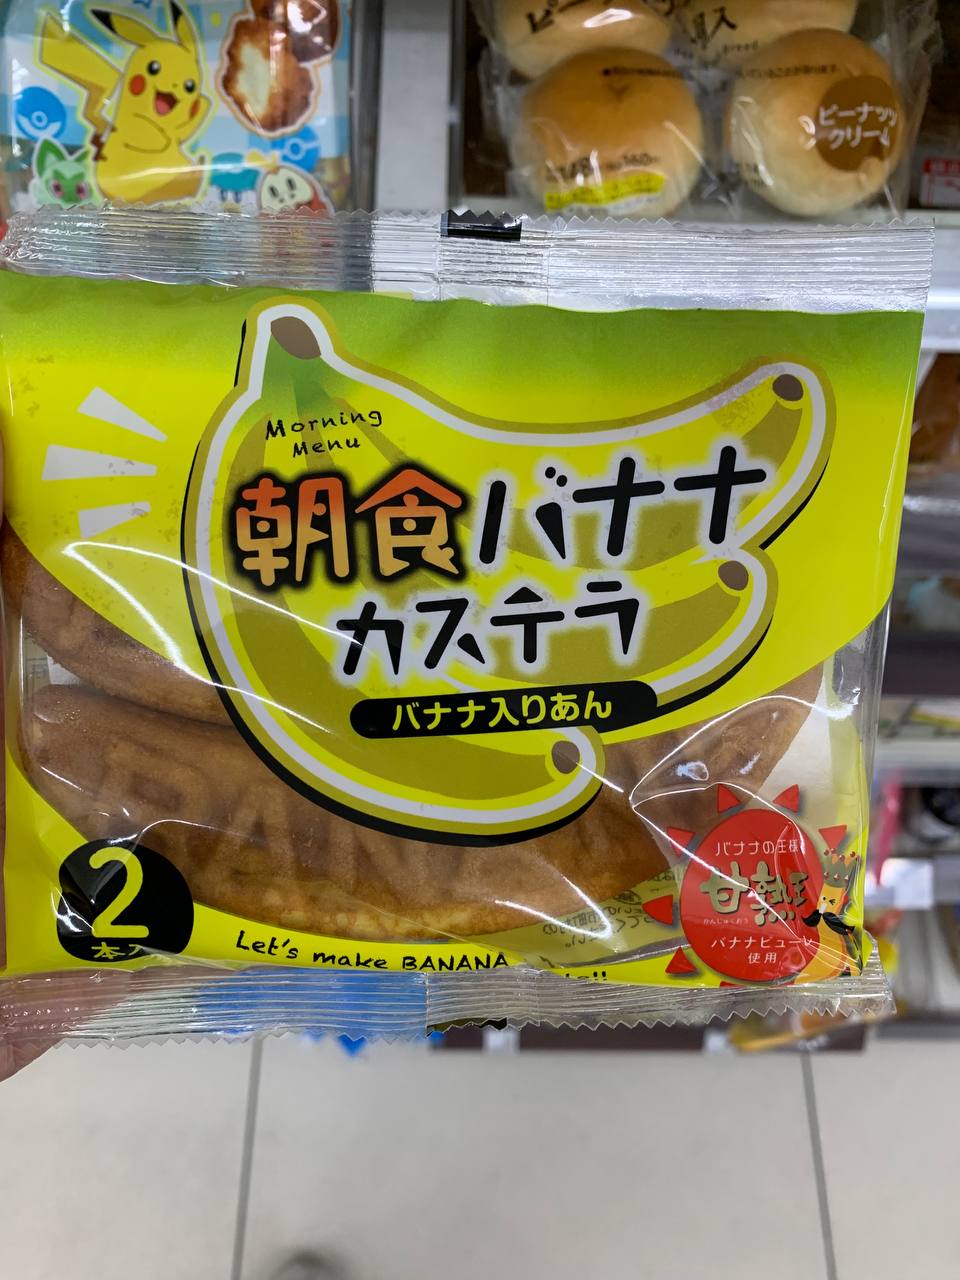 ピーナッツ
クリーム
Morning
Menu
朝食バナナ
カステラ
バナナ入りあん
2
本入
Let's make BANANA
バナナの王様
甘熟王
かんじゅくおう
バナナピューレ
使用